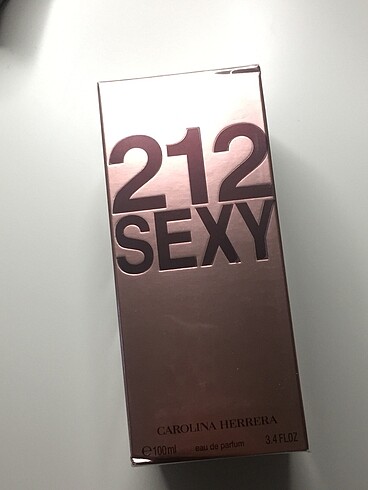 212
SEXY
CAROLINA HERRERA
℮100ml eau de parfum 3.4 FL.OZ